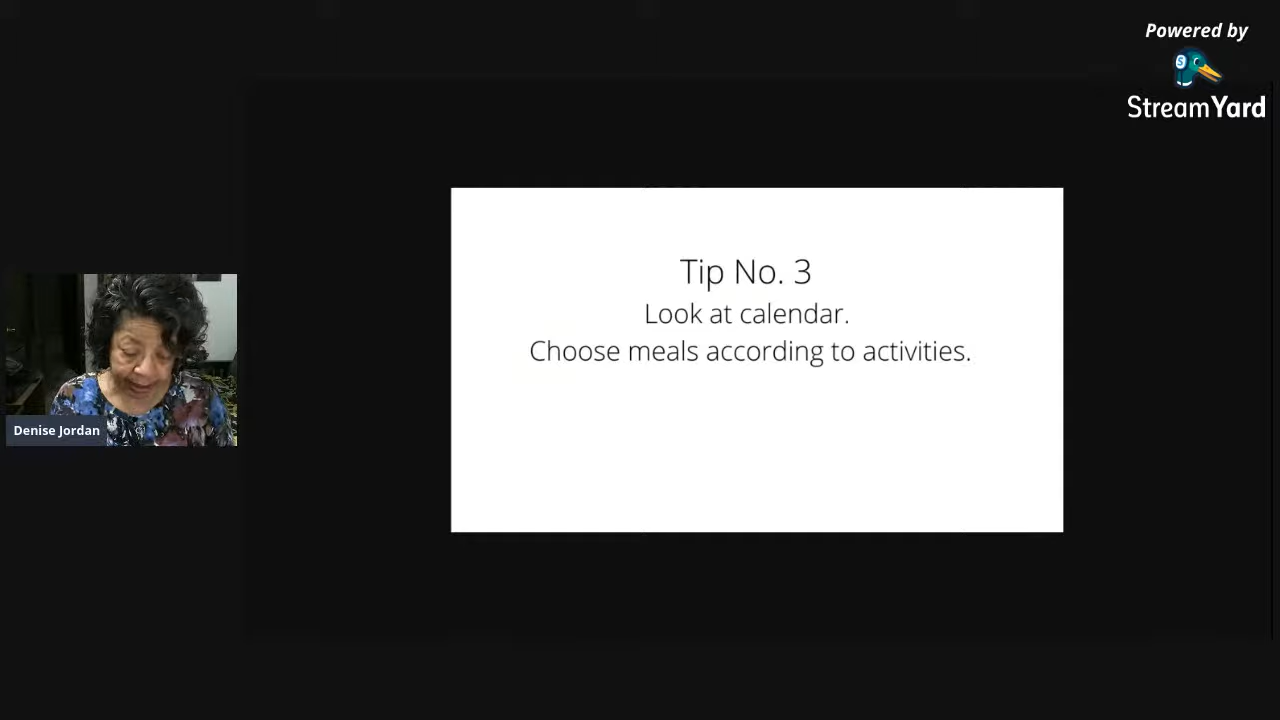 Powered by
StreamYard
Tip No. 3
Look at calendar.
Choose meals according to activities.
Denise Jordan